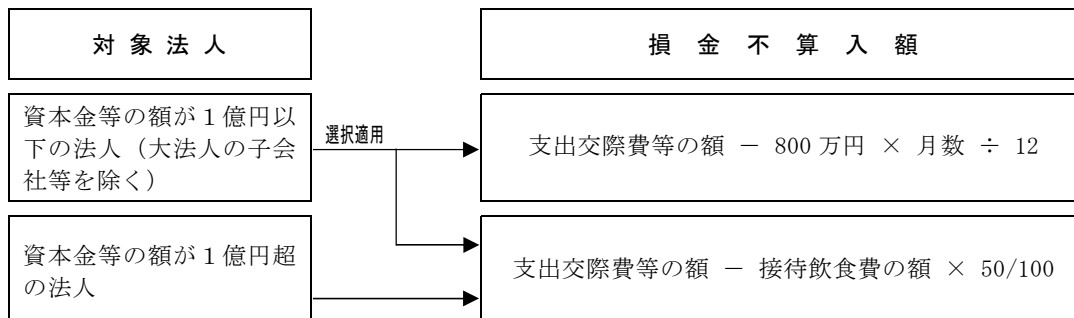 対 象 法 人
損 金 不 算 入 額
資本金等の額が１億円以
下の法人（大法人の子会
社等を除く）
選択適用
支出交際費等の額 － 800 万円 × 月数 ÷ 12
資本金等の額が１億円超
の法人
支出交際費等の額 － 接待飲食費の額 × 50/100